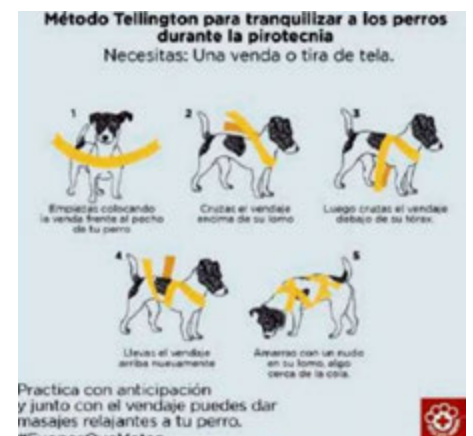 Método Tellington para tranquilizar a los perros
durante la pirotecnia
Necesitas: Una venda o tira de tela.
1
2
3
Empiezas colocando
la venda frente al pecho
de tu perro
Cruzas el vendaje
encima de su lomo
Luego cruzas el vendaje
debajo de su tórax.
4
5
Llevas el vendaje
arriba nuevamente
Amarras con un nudo
en su lomo, algo
cerca de la cola.
Practica con anticipación
y junto con el vendaje puedes dar
masajes relajantes a tu perro.